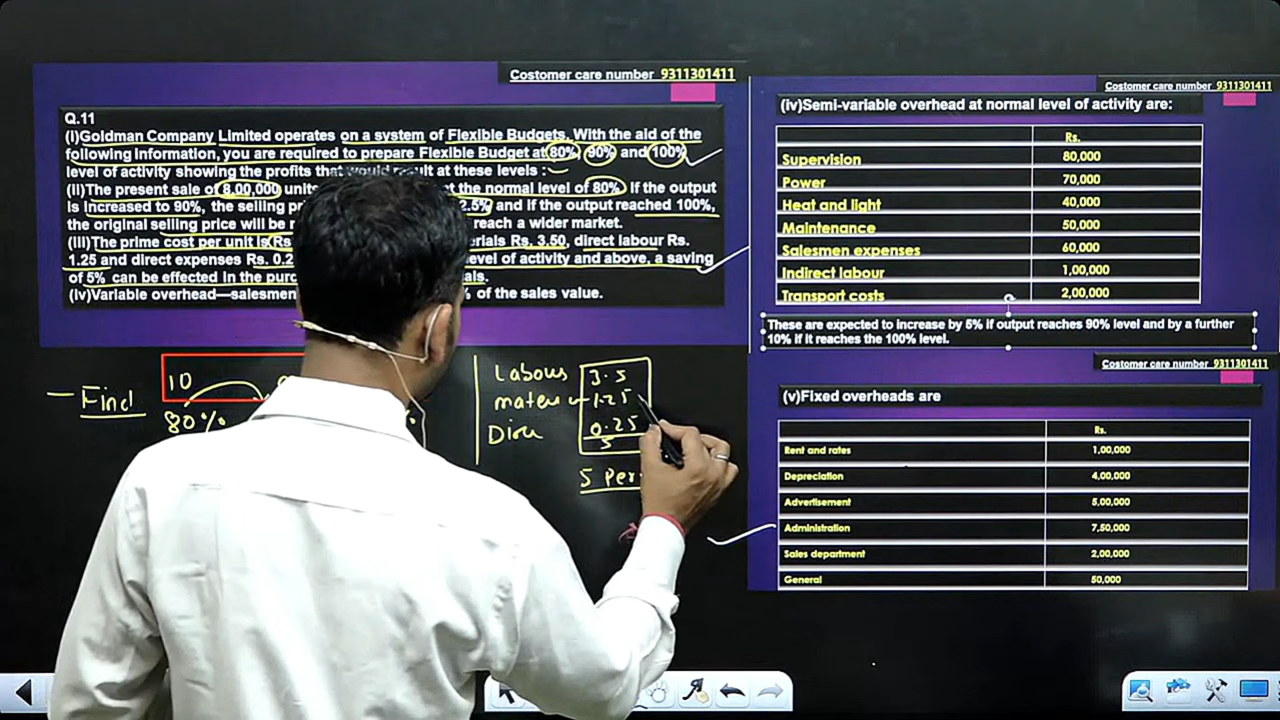 Costomer care number 9311301411
Q.11
(i)Goldman Company Limited operates on a system of Flexible Budgets. With the aid of the
following information, you are required to prepare Flexible Budget at 80%, 90% and 100%
level of activity showing the profits that would result at these levels :
(ii)The present sale of 8,00,000 units at the normal level of 80%. If the output
is increased to 90%, the selling pri 2.5% and if the output reached 100%,
the original selling price will be r reach a wider market.
(iii)The prime cost per unit is (Rs erials Rs. 3.50, direct labour Rs.
1.25 and direct expenses Rs. 0.2 level of activity and above, a saving
of 5% can be effected in the purc als.
(iv)Variable overhead—salesmen % of the sales value.
— Find
10
80%
Labous 3.5
mater 1.25
Dire 0.25
5
5 Per
Costomer care number 9311301411
(iv)Semi-variable overhead at normal level of activity are:
Rs.
Supervision 80,000
Power 70,000
Heat and light 40,000
Maintenance 50,000
Salesmen expenses 60,000
Indirect labour 1,00,000
Transport costs 2,00,000
These are expected to increase by 5% if output reaches 90% level and by a further
10% if it reaches the 100% level.
Costomer care number 9311301411
(v)Fixed overheads are
Rs.
Rent and rates 1,00,000
Depreciation 4,00,000
Advertisement 5,00,000
Administration 7,50,000
Sales department 2,00,000
General 50,000